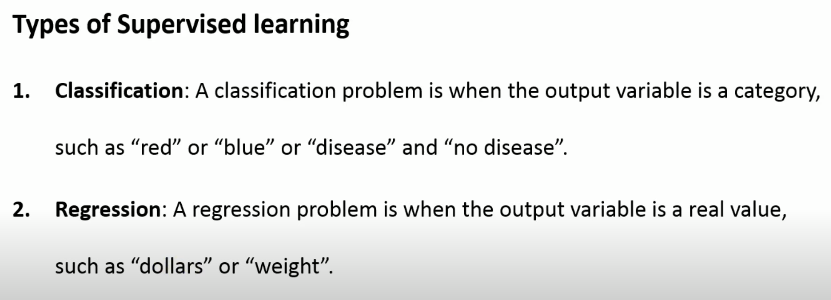 Types of Supervised learning
1. Classification: A classification problem is when the output variable is a category,
such as “red” or “blue” or “disease” and “no disease”.
2. Regression: A regression problem is when the output variable is a real value,
such as “dollars” or “weight”.